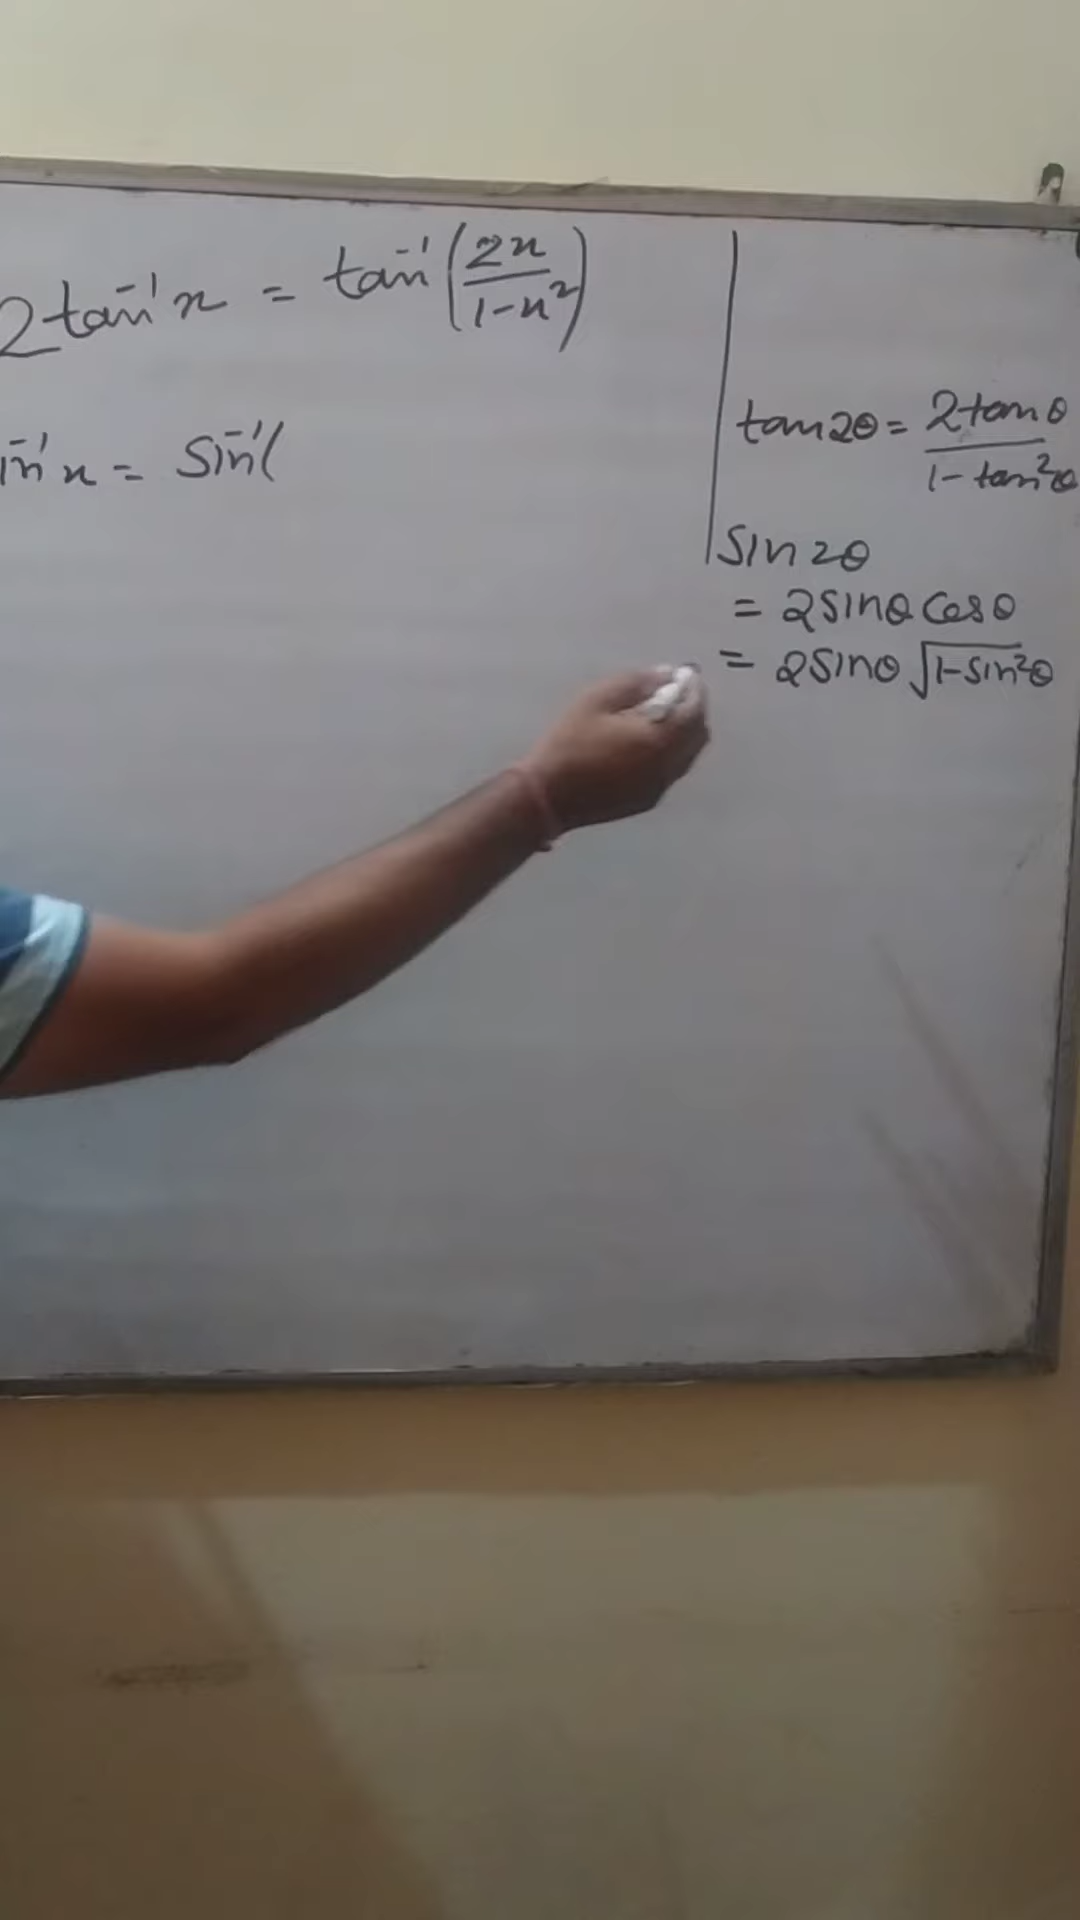 2tan⁻¹x = tan⁻¹(2x/1-x²)
in⁻¹x = Sin⁻¹(
tan2θ = 2tanθ/1-tan²θ
Sin2θ
= 2sinθ cosθ
= 2sinθ √1-sin²θ